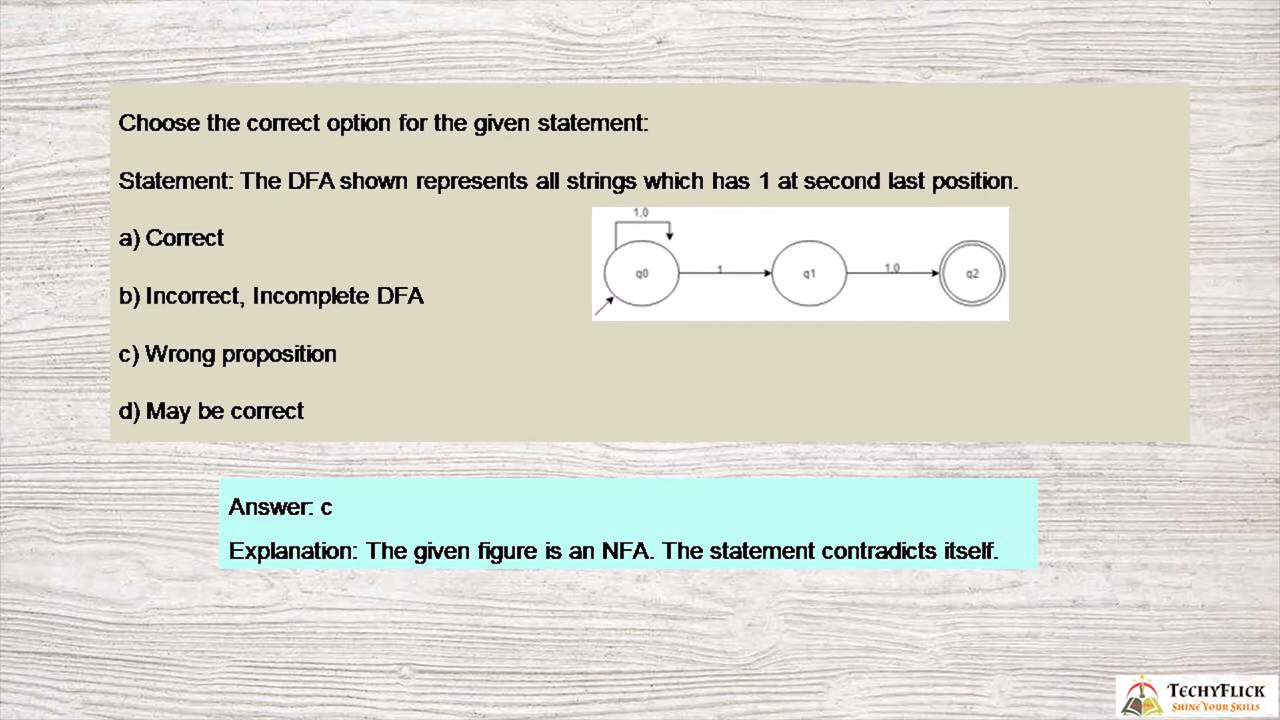 Choose the correct option for the given statement:
Statement: The DFA shown represents all strings which has 1 at second last position.
a) Correct
b) Incorrect, Incomplete DFA
c) Wrong proposition
d) May be correct
1,0
q0
1
q1
1,0
q2
Answer: c
Explanation: The given figure is an NFA. The statement contradicts itself.
TECHYFLICK
SHINE YOUR SKILLS